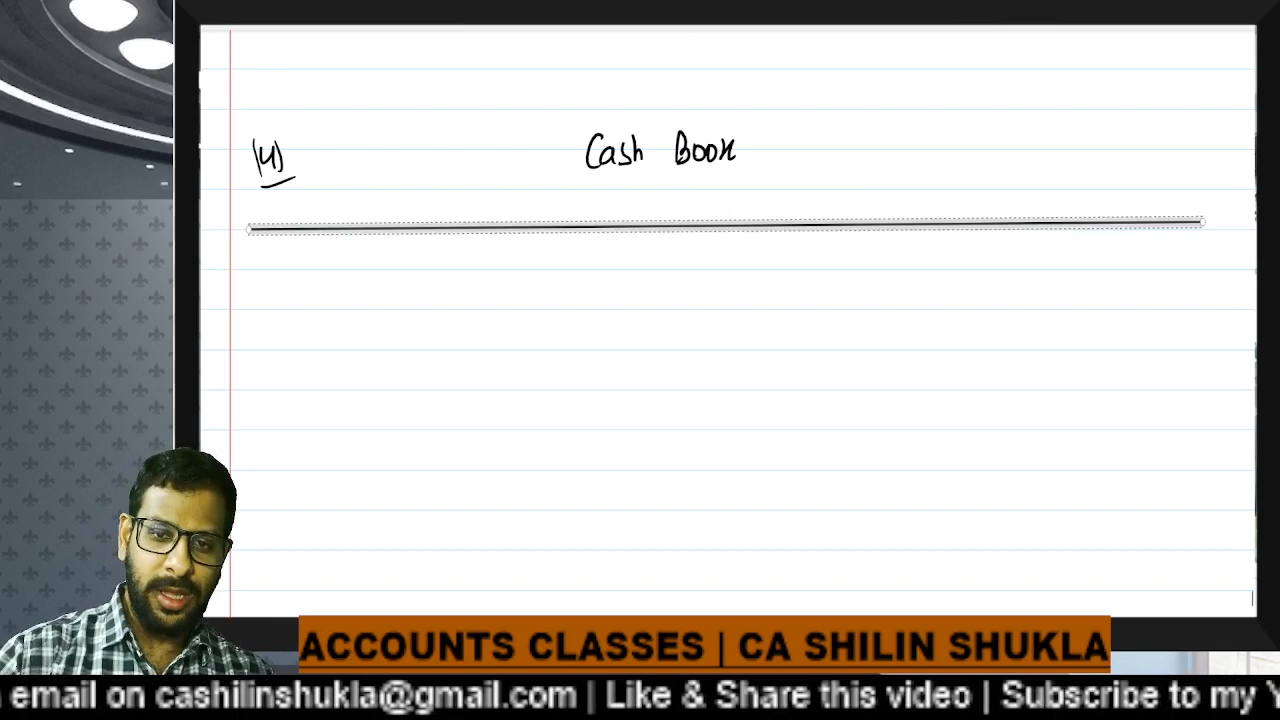 (4)
Cash Book
ACCOUNTS CLASSES | CA SHILIN SHUKLA
email on cashilinshukla@gmail.com | Like & Share this video | Subscribe to my Y